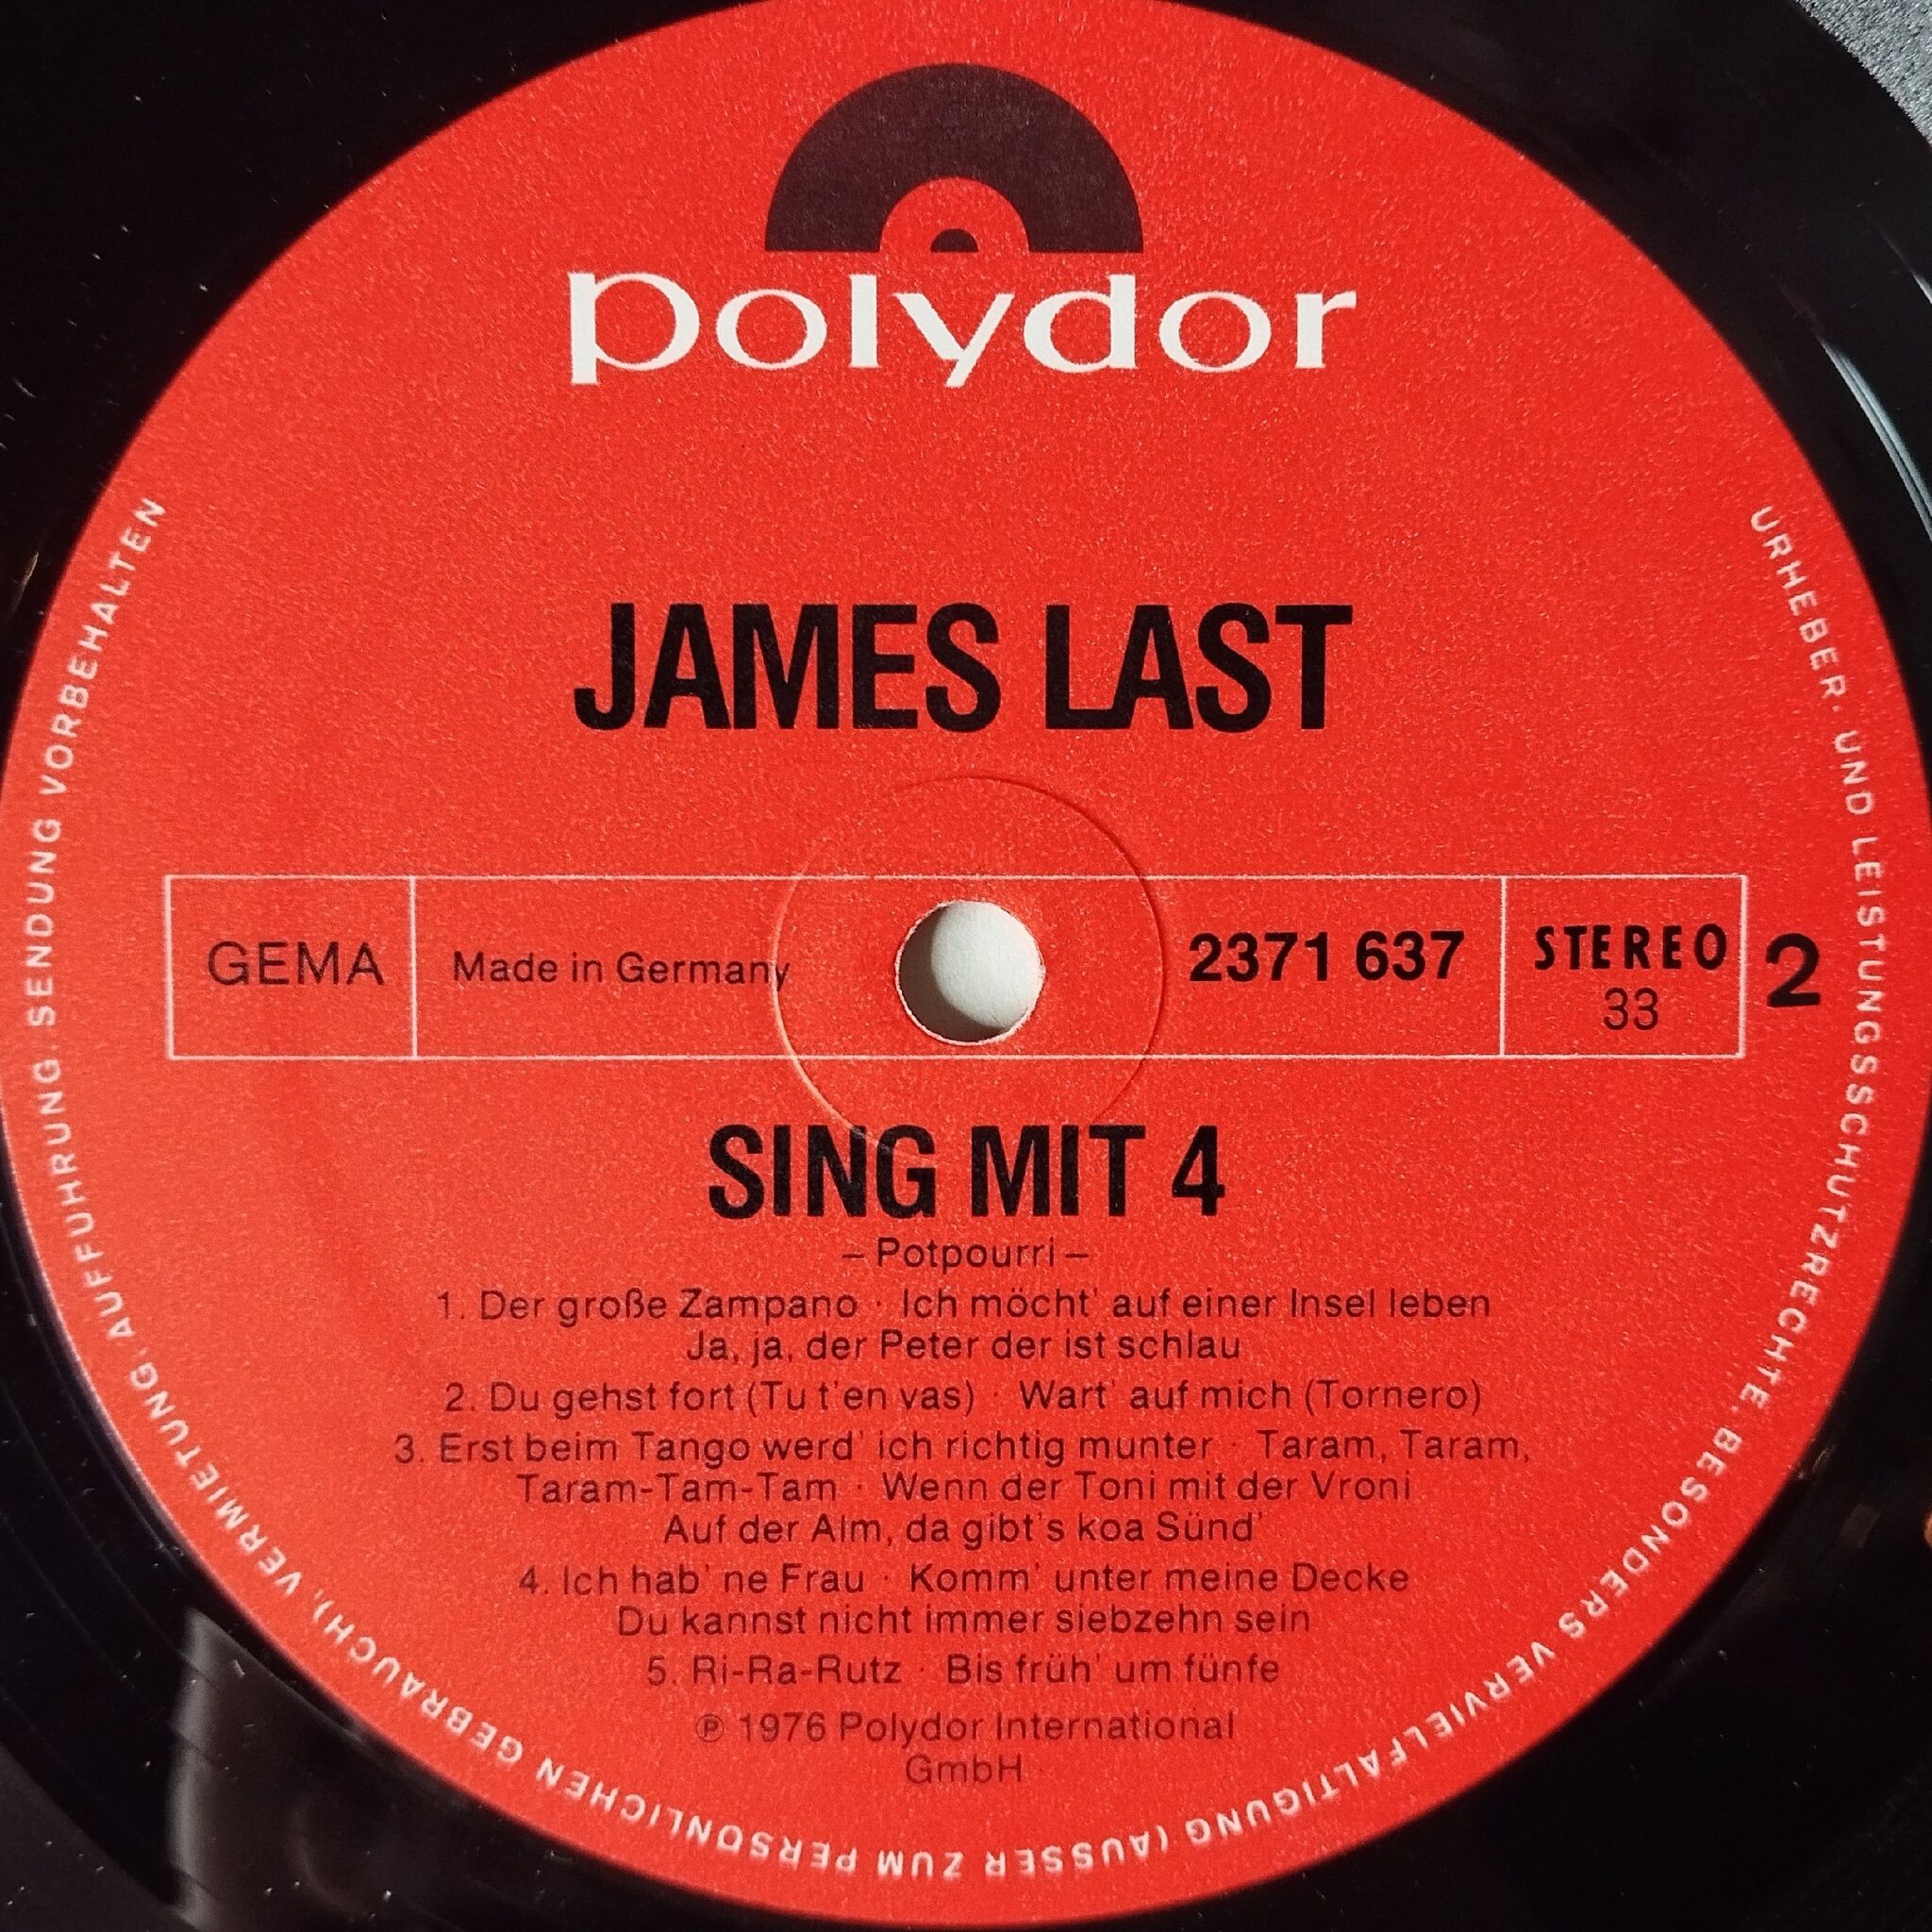 polydor
JAMES LAST
GEMA
Made in Germany
2371 637
STEREO
33
2
SING MIT 4
– Potpourri –
1. Der große Zampano · Ich möcht' auf einer Insel leben
Ja, ja, der Peter der ist schlau
2. Du gehst fort (Tu t'en vas) · Wart' auf mich (Tornero)
3. Erst beim Tango werd' ich richtig munter · Taram, Taram,
Taram-Tam-Tam · Wenn der Toni mit der Vroni
Auf der Alm, da gibt's koa Sünd'
4. Ich hab' ne Frau · Komm' unter meine Decke
Du kannst nicht immer siebzehn sein
5. Ri-Ra-Rutz · Bis früh' um fünfe
℗ 1976 Polydor International
GmbH
URHEBER- UND LEISTUNGSSCHUTZRECHTE, BESONDERS VERVIELFÄLTIGUNG (AUSSER ZUM PERSÖNLICHEN GEBRAUCH), VERMIETUNG, AUFFÜHRUNG, SENDUNG VORBEHALTEN